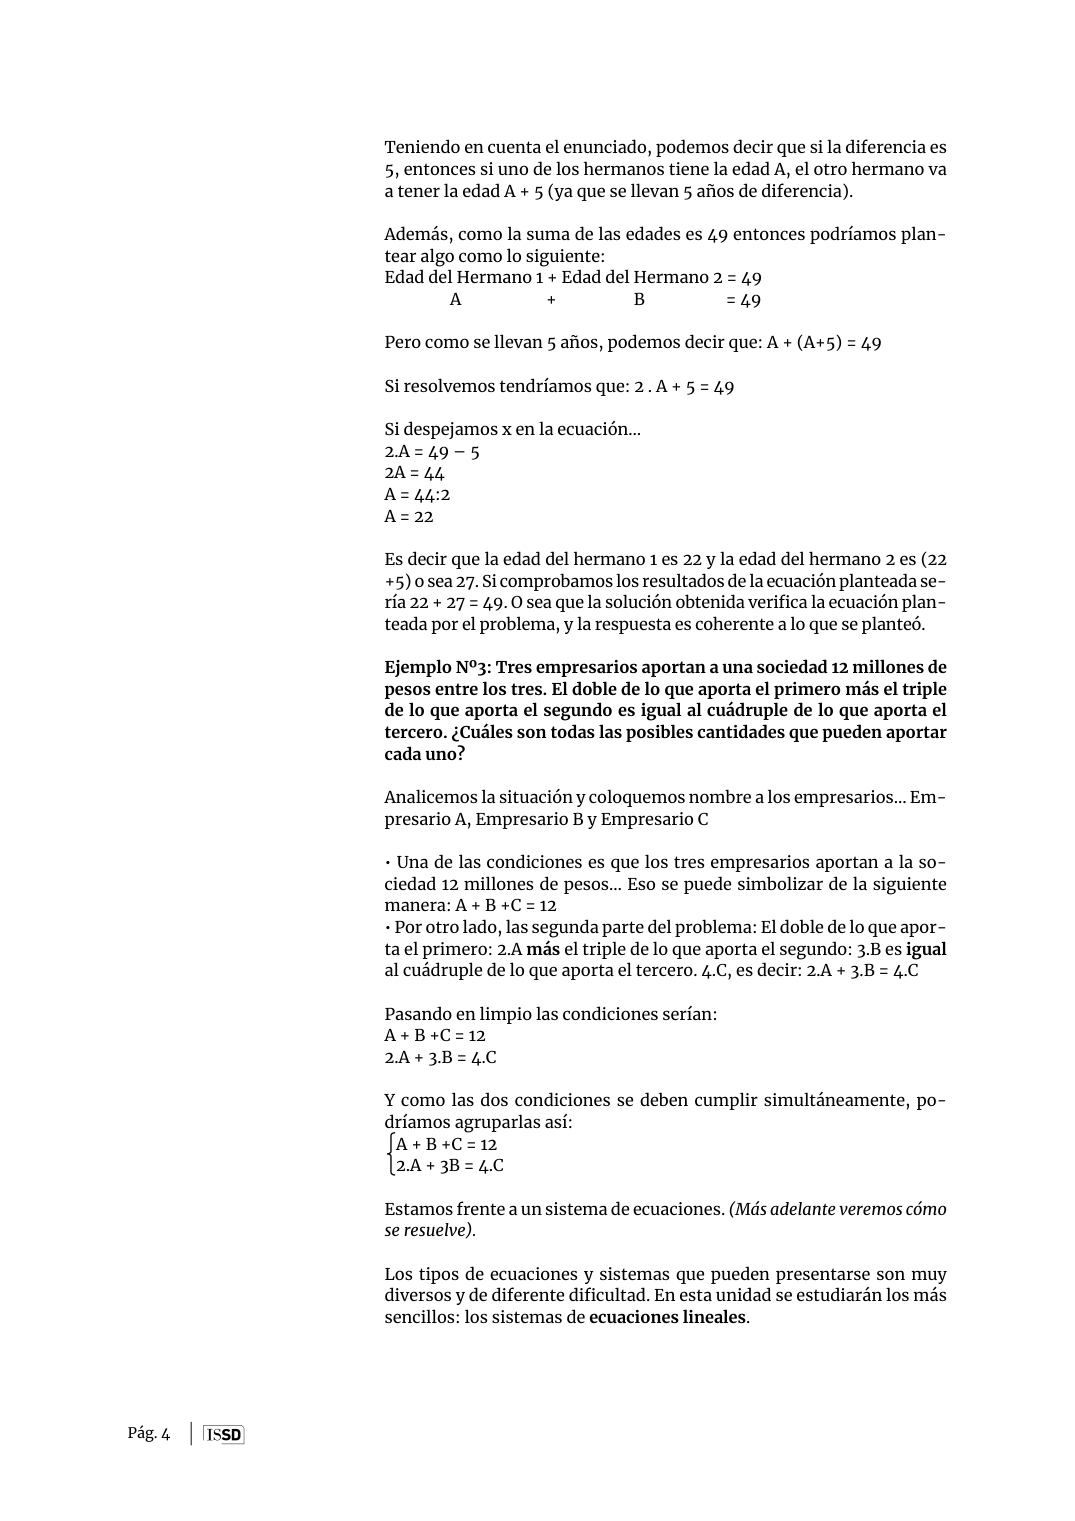 Teniendo en cuenta el enunciado, podemos decir que si la diferencia es
5, entonces si uno de los hermanos tiene la edad A, el otro hermano va
a tener la edad A + 5 (ya que se llevan 5 años de diferencia).
Además, como la suma de las edades es 49 entonces podríamos plan-
tear algo como lo siguiente:
Edad del Hermano 1 + Edad del Hermano 2 = 49
A + B = 49
Pero como se llevan 5 años, podemos decir que: A + (A+5) = 49
Si resolvemos tendríamos que: 2 . A + 5 = 49
Si despejamos x en la ecuación...
2.A = 49 – 5
2A = 44
A = 44:2
A = 22
Es decir que la edad del hermano 1 es 22 y la edad del hermano 2 es (22
+5) o sea 27. Si comprobamos los resultados de la ecuación planteada se-
ría 22 + 27 = 49. O sea que la solución obtenida verifica la ecuación plan-
teada por el problema, y la respuesta es coherente a lo que se planteó.
Ejemplo Nº3: Tres empresarios aportan a una sociedad 12 millones de
pesos entre los tres. El doble de lo que aporta el primero más el triple
de lo que aporta el segundo es igual al cuádruple de lo que aporta el
tercero. ¿Cuáles son todas las posibles cantidades que pueden aportar
cada uno?
Analicemos la situación y coloquemos nombre a los empresarios... Em-
presario A, Empresario B y Empresario C
• Una de las condiciones es que los tres empresarios aportan a la so-
ciedad 12 millones de pesos... Eso se puede simbolizar de la siguiente
manera: A + B +C = 12
• Por otro lado, las segunda parte del problema: El doble de lo que apor-
ta el primero: 2.A más el triple de lo que aporta el segundo: 3.B es igual
al cuádruple de lo que aporta el tercero. 4.C, es decir: 2.A + 3.B = 4.C
Pasando en limpio las condiciones serían:
A + B +C = 12
2.A + 3.B = 4.C
Y como las dos condiciones se deben cumplir simultáneamente, po-
dríamos agruparlas así:
A + B +C = 12
2.A + 3B = 4.C
Estamos frente a un sistema de ecuaciones. (Más adelante veremos cómo
se resuelve).
Los tipos de ecuaciones y sistemas que pueden presentarse son muy
diversos y de diferente dificultad. En esta unidad se estudiarán los más
sencillos: los sistemas de ecuaciones lineales.
Pág. 4 ISSD